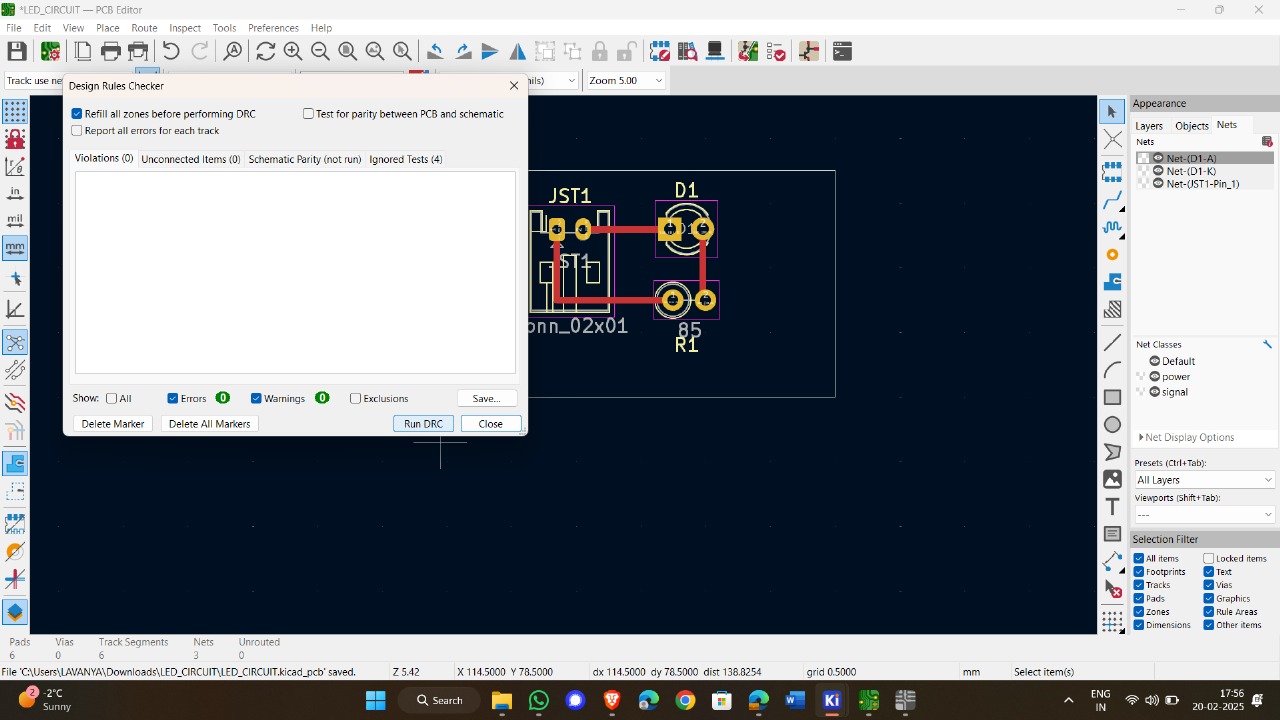 *LED_CIRCUIT — PCB Editor
File Edit View Place Route Inspect Tools Preferences Help
Track: use ne
ils)
Zoom 5.00
Design Rules Checker
Refill all zones before performing DRC
Test for parity between PCB and schematic
Report all errors for each track
Violations (0) Unconnected Items (0) Schematic Parity (not run) Ignored Tests (4)
Show: All Errors 0 Warnings 0 Exclusions Save...
Delete Marker Delete All Markers Run DRC Close
in
mil
mm
JST1
D1
ST1
onn_02x01
85
R1
Appearance
Layers Objects Nets
Nets
Net-(D1-A)
Net-(D1-K)
Net-(JST1-Pin_1)
Net Classes
Default
power
signal
Net Display Options
Presets (Ctrl+Tab):
All Layers
Viewports (Shift+Tab):
---
Selection Filter
All items Locked items
Footprints Text
Tracks Vias
Pads Graphics
Zones Rule Areas
Dimensions Other items
Pads Vias Track Segments Nets Unrouted
6 0 6 3 0
File 'C:\Users\LAVANYA\Downloads\LED_CIRCUIT\LED_CIRCUIT.kicad_pcb' saved. Z 5.42 X 114.5000 Y 78.5000 dx 114.5000 dy 78.5000 dist 138.8254 grid 0.5000 mm Select item(s)
2
-2°C
Sunny
Search
Ki
ENG
IN
17:56
20-02-2025